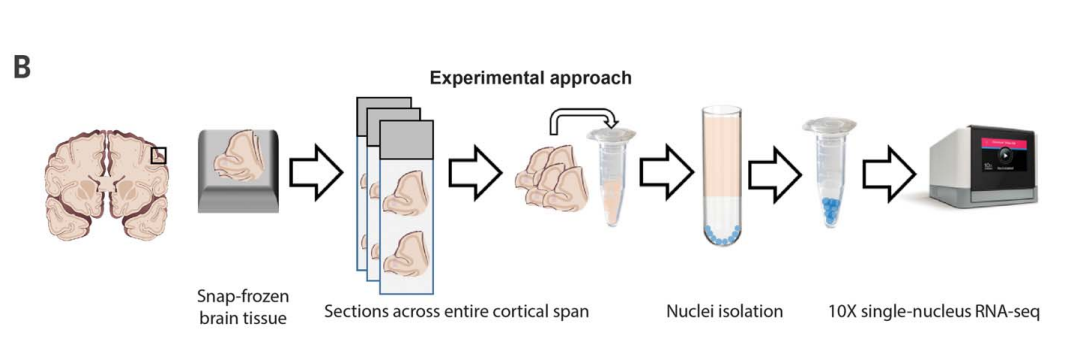 B
Experimental approach
Snap-frozen
brain tissue
Sections across entire cortical span
Nuclei isolation
10X single-nucleus RNA-seq